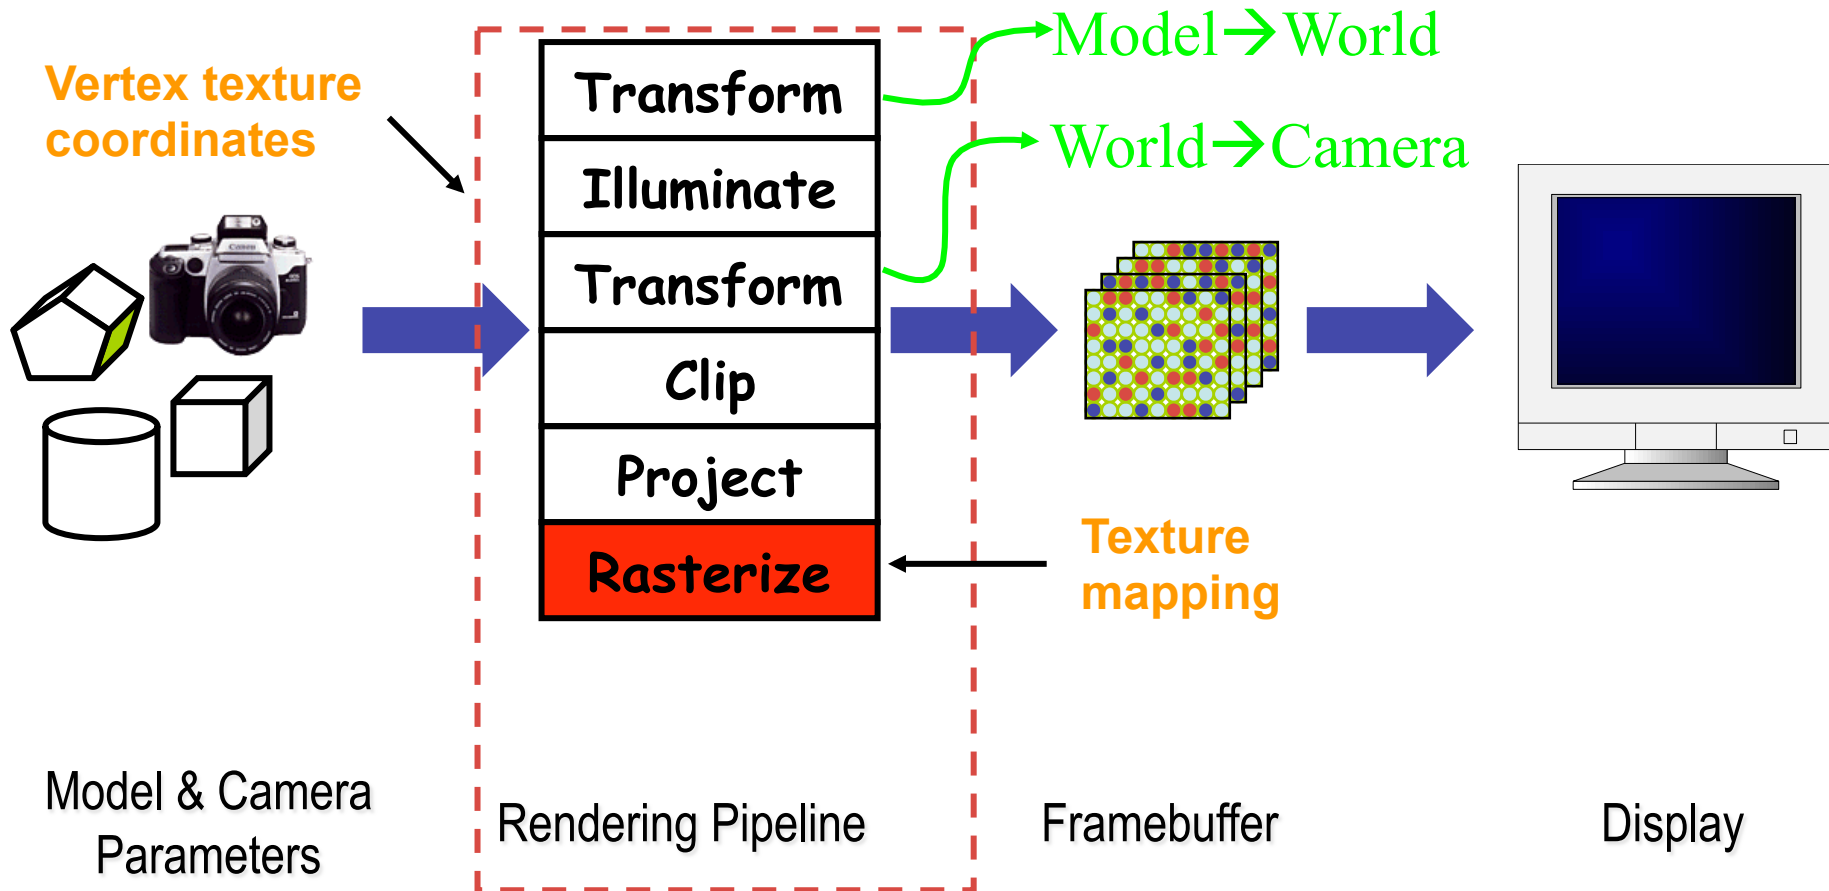 Vertex texture
coordinates
Transform
Illuminate
Transform
Clip
Project
Rasterize
Model→World
World→Camera
Canon
Texture
mapping
Model & Camera
Parameters
Rendering Pipeline
Framebuffer
Display